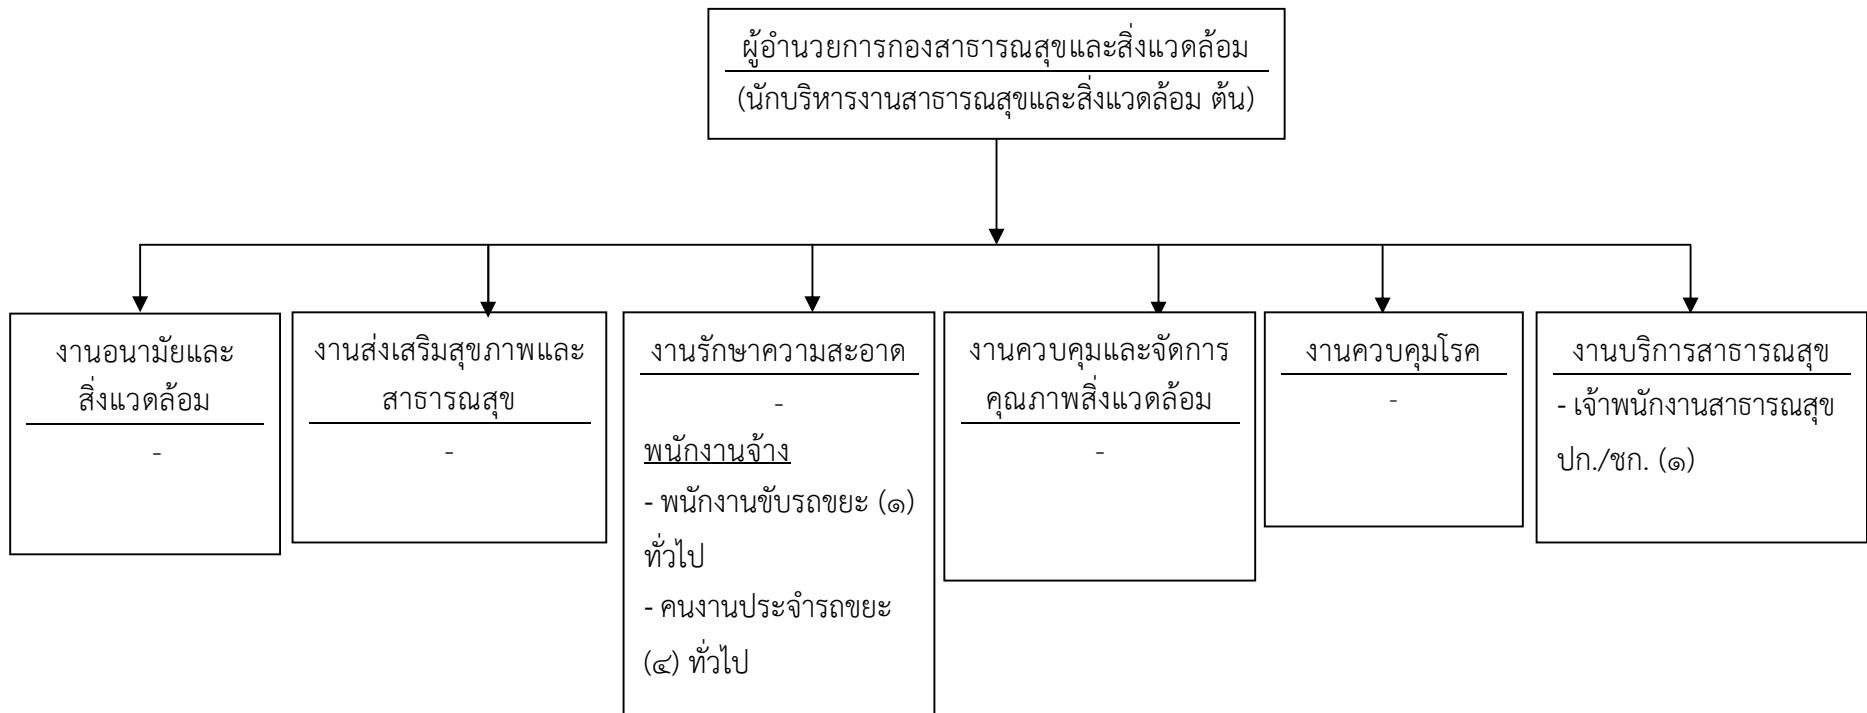 ผู้อำนวยการกองสาธารณสุขและสิ่งแวดล้อม
(นักบริหารงานสาธารณสุขและสิ่งแวดล้อม ต้น)
งานอนามัยและ
สิ่งแวดล้อม
-
งานส่งเสริมสุขภาพและ
สาธารณสุข
-
งานรักษาความสะอาด
-
พนักงานจ้าง
- พนักงานขับรถขยะ (๑)
ทั่วไป
- คนงานประจำรถขยะ
(๔) ทั่วไป
งานควบคุมและจัดการ
คุณภาพสิ่งแวดล้อม
-
งานควบคุมโรค
-
งานบริการสาธารณสุข
- เจ้าพนักงานสาธารณสุข
ปก./ชก. (๑)